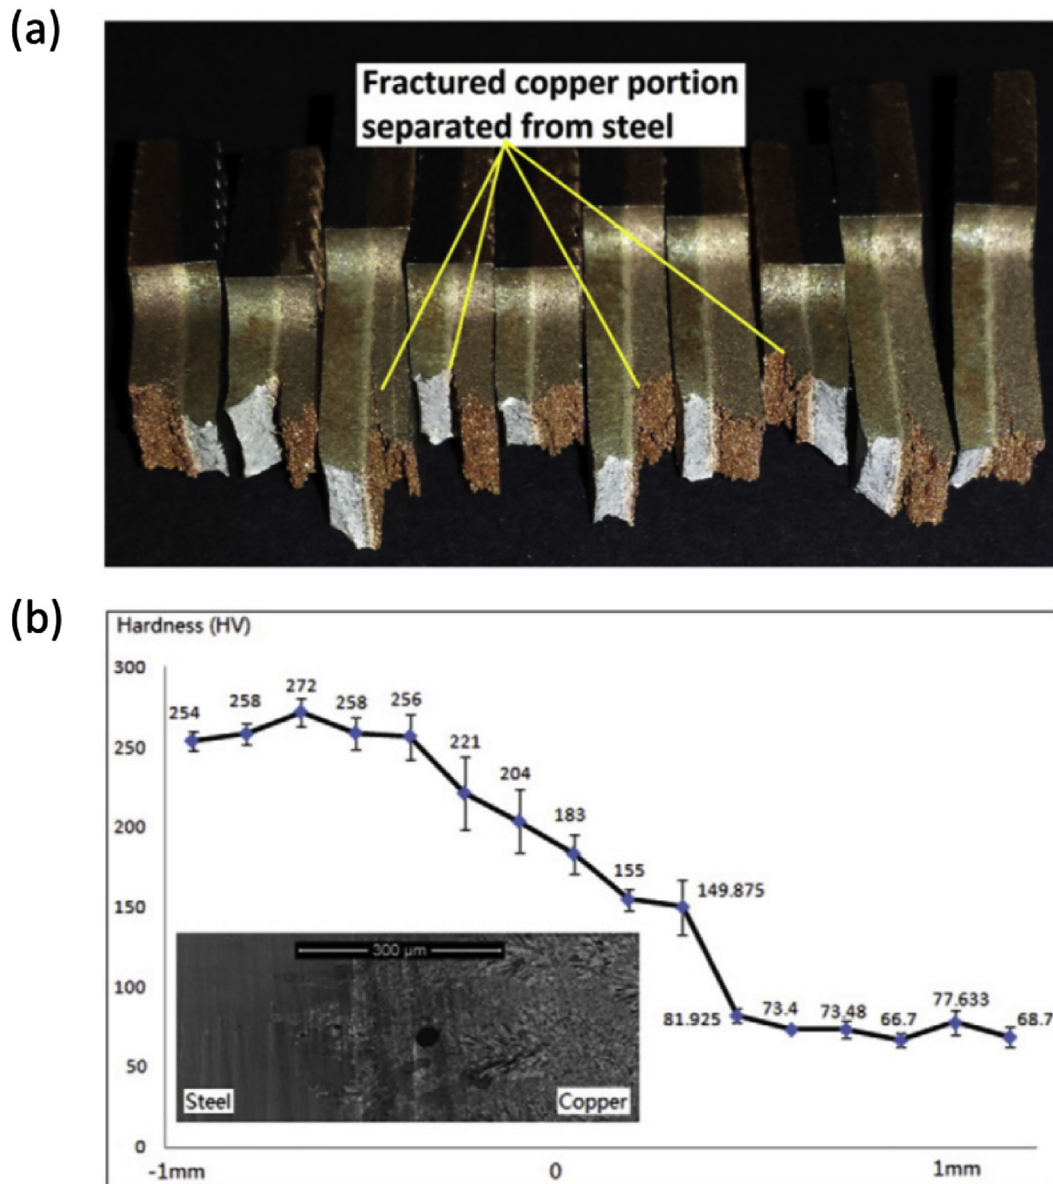 (a)
Fractured copper portion
separated from steel
(b)
Hardness (HV)
300
250
200
150
100
50
0
254
258
272
258
256
221
204
183
155
149.875
81.925
73.4
73.48
66.7
77.633
68.7
300 µm
Steel
Copper
-1mm
0
1mm